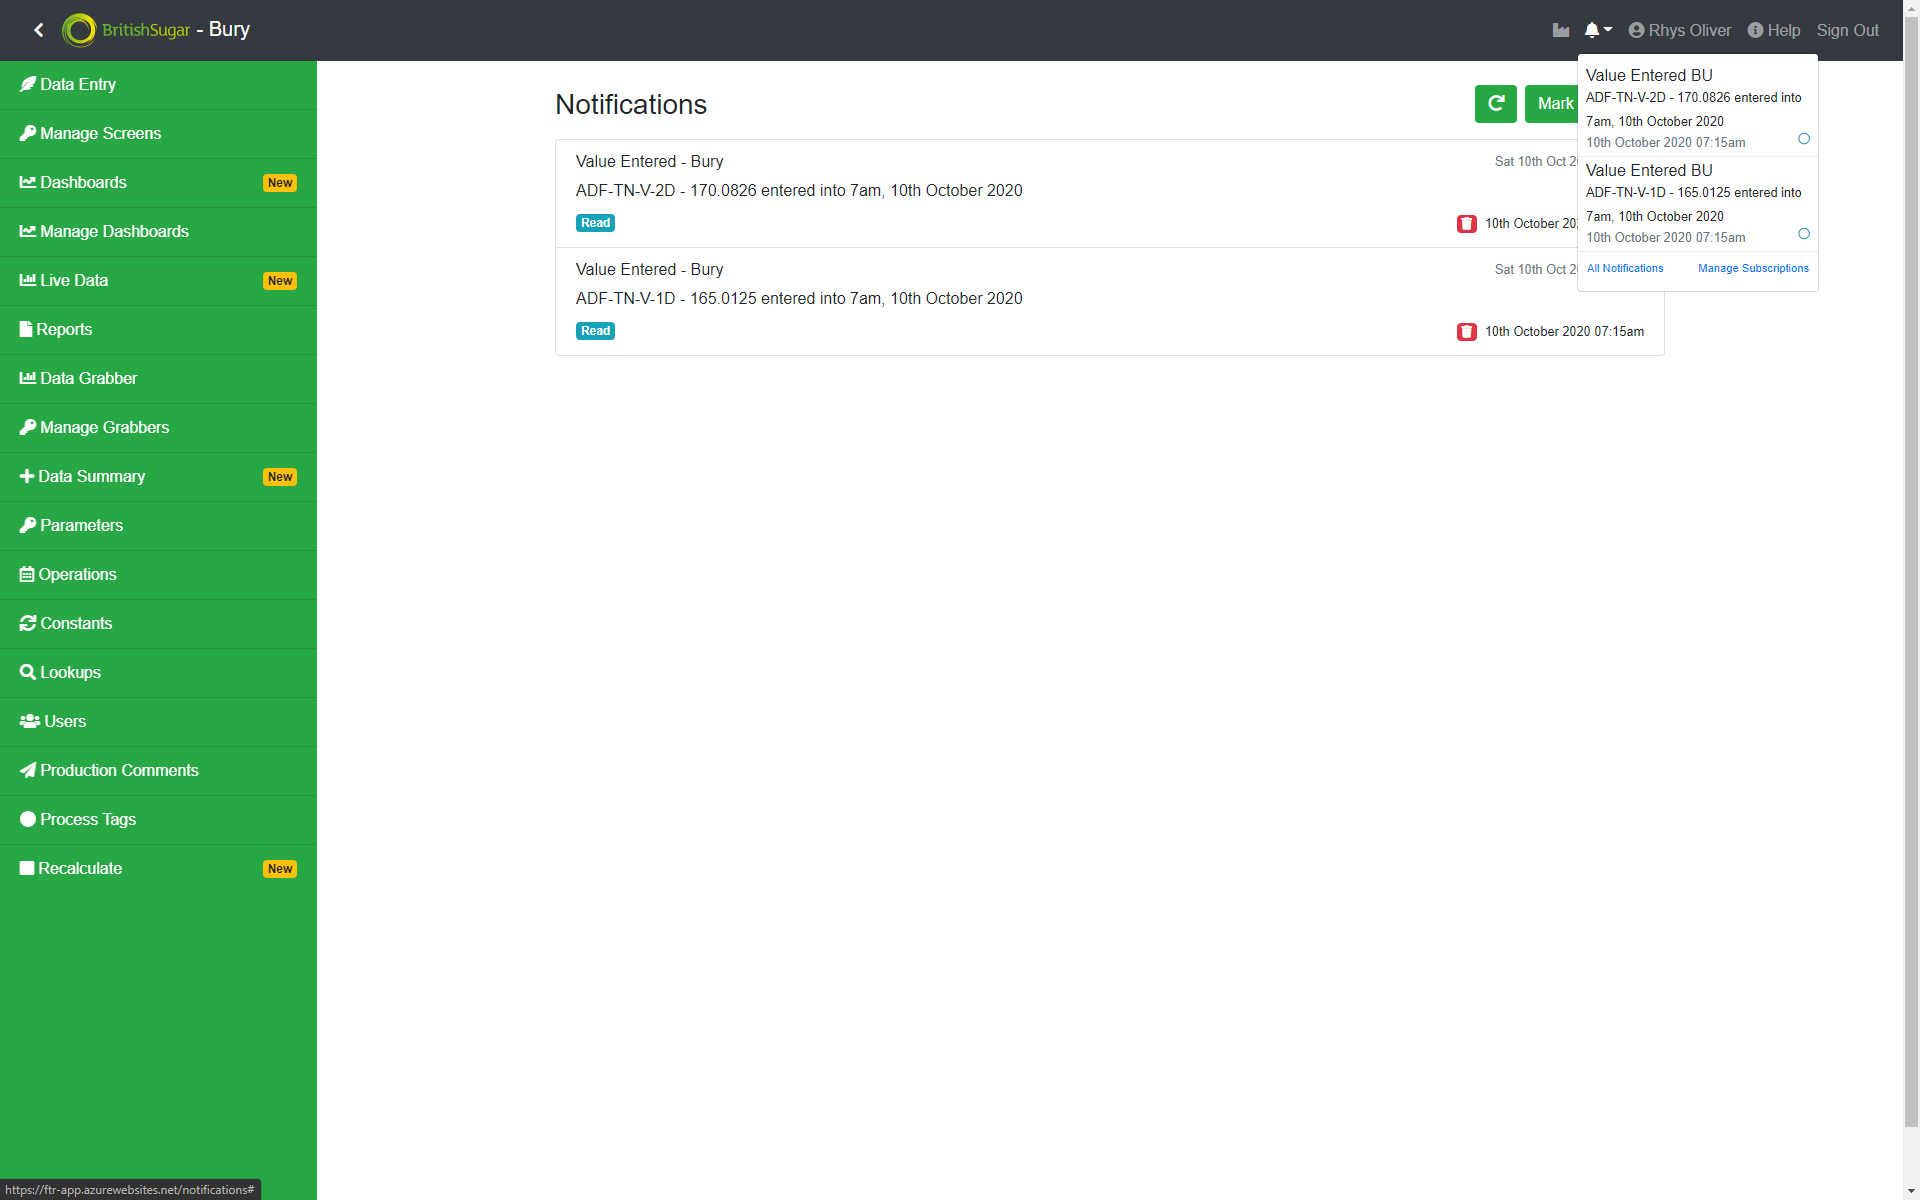 BritishSugar - Bury
Rhys Oliver
Help
Sign Out
Data Entry
Manage Screens
Dashboards New
Manage Dashboards
Live Data New
Reports
Data Grabber
Manage Grabbers
Data Summary New
Parameters
Operations
Constants
Lookups
Users
Production Comments
Process Tags
Recalculate New
Notifications
Mark
Value Entered - Bury
Sat 10th Oct
ADF-TN-V-2D - 170.0826 entered into 7am, 10th October 2020
Read
10th October
Value Entered - Bury
Sat 10th Oct
ADF-TN-V-1D - 165.0125 entered into 7am, 10th October 2020
Read
10th October 2020 07:15am
Value Entered BU
ADF-TN-V-2D - 170.0826 entered into
7am, 10th October 2020
10th October 2020 07:15am
Value Entered BU
ADF-TN-V-1D - 165.0125 entered into
7am, 10th October 2020
10th October 2020 07:15am
All Notifications
Manage Subscriptions
https://ftr-app.azurewebsites.net/notifications#